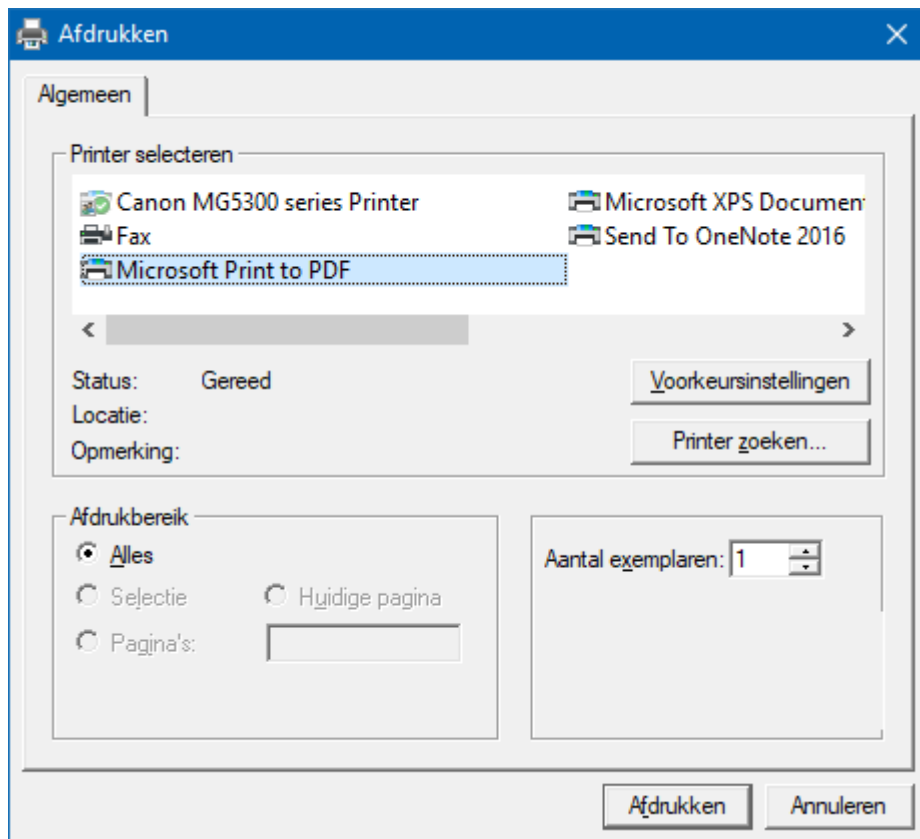 Afdrukken
Algemeen
Printer selecteren
Canon MG5300 series Printer
Fax
Microsoft Print to PDF
Microsoft XPS Documen
Send To OneNote 2016
Status: Gereed
Locatie:
Opmerking:
Voorkeursinstellingen
Printer zoeken...
Afdrukbereik
Alles
Selectie Huidige pagina
Pagina's:
Aantal exemplaren: 1
Afdrukken Annuleren